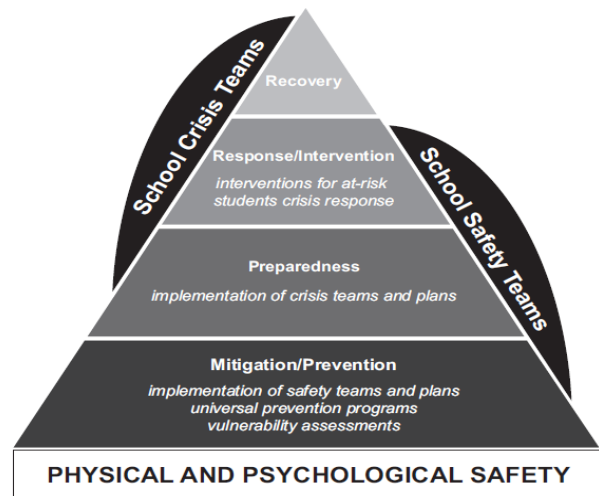 School Crisis Teams
School Safety Teams
Recovery
Response/Intervention
interventions for at-risk
students crisis response
Preparedness
implementation of crisis teams and plans
Mitigation/Prevention
implementation of safety teams and plans
universal prevention programs
vulnerability assessments
PHYSICAL AND PSYCHOLOGICAL SAFETY